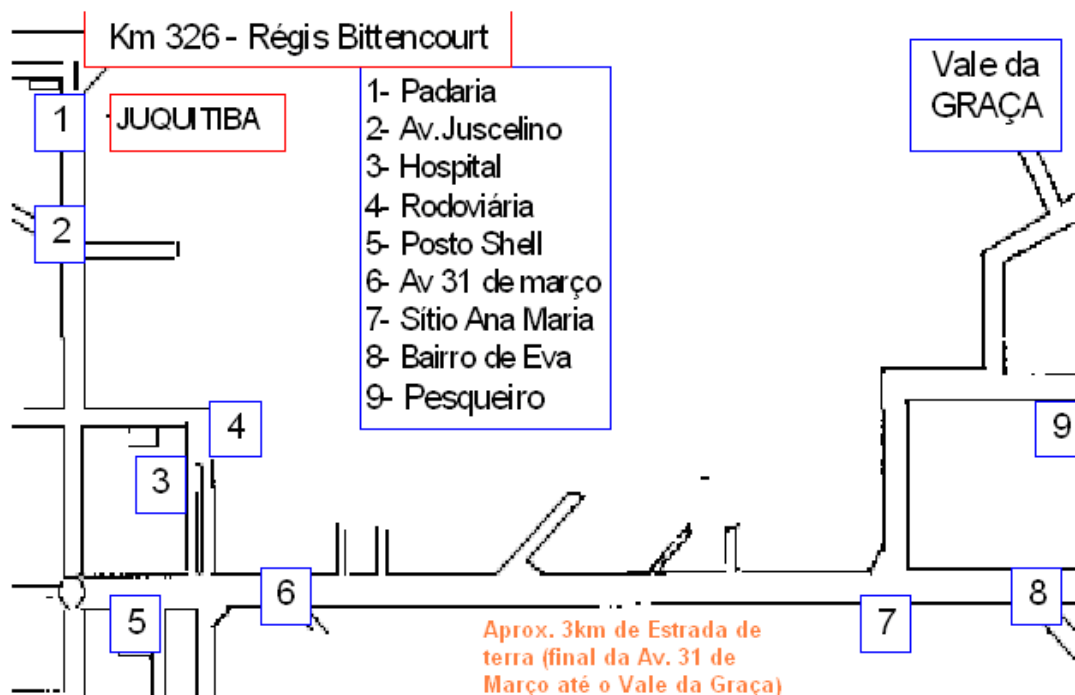 Km 326 - Régis Bittencourt
JUQUITIBA
1- Padaria
2- Av.Juscelino
3- Hospital
4- Rodoviária
5- Posto Shell
6- Av 31 de março
7- Sítio Ana Maria
8- Bairro de Eva
9- Pesqueiro
Vale da
GRAÇA
1
2
4
9
3
6
8
5
7
Aprox. 3km de Estrada de
terra (final da Av. 31 de
Março até o Vale da Graça)